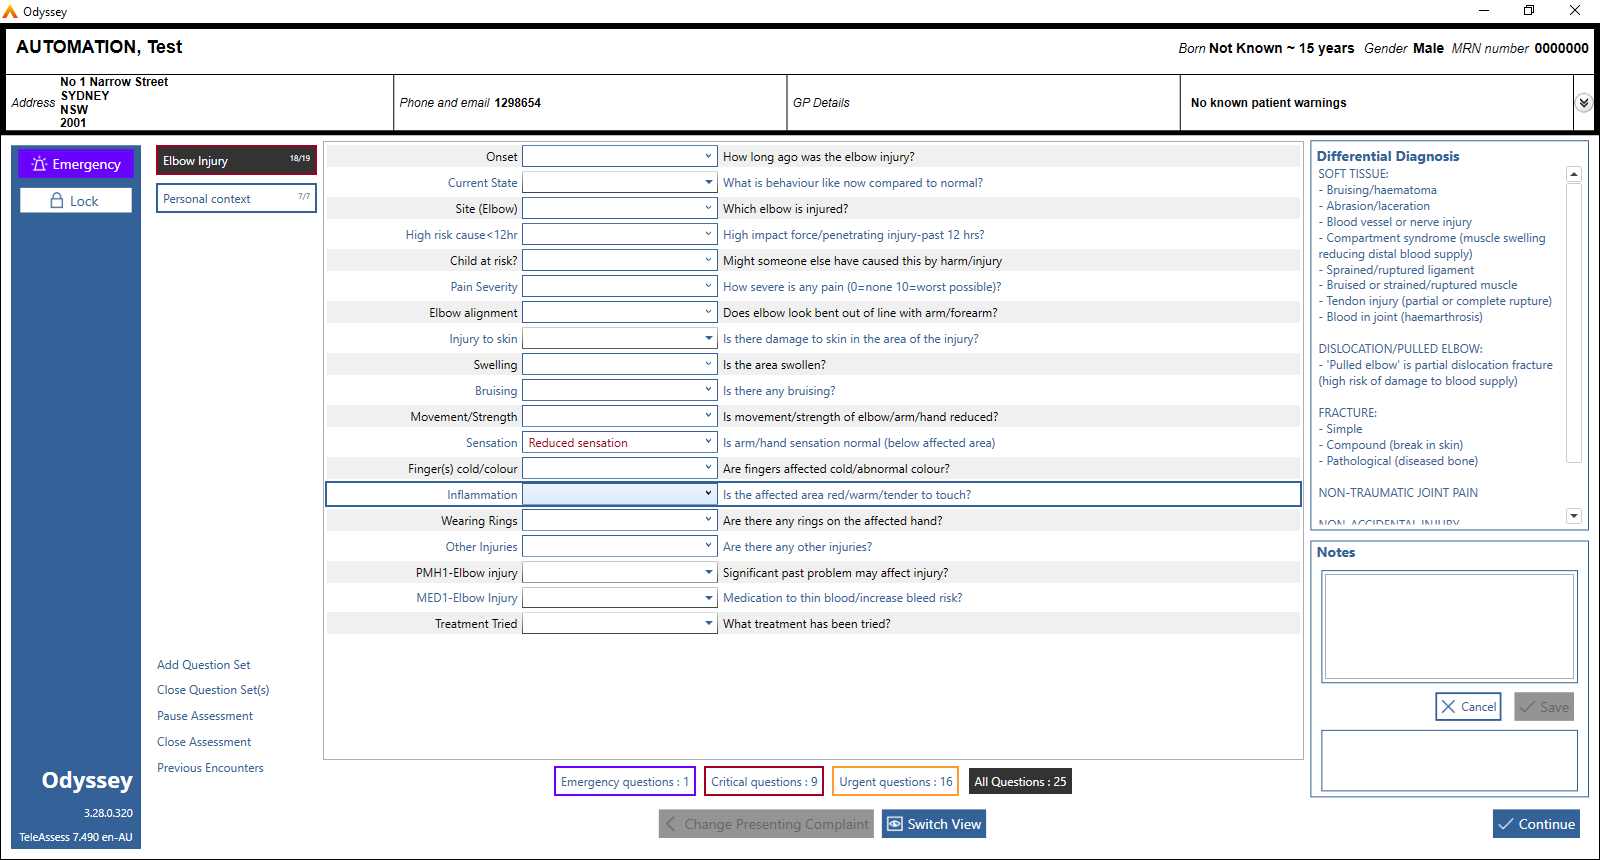 Odyssey
AUTOMATION, Test
Born Not Known ~ 15 years Gender Male MRN number 0000000
Address No 1 Narrow Street
SYDNEY
NSW
2001
Phone and email 1298654
GP Details
No known patient warnings
Emergency
Lock
Elbow Injury 18/19
Personal context 7/7
Onset How long ago was the elbow injury?
Current State What is behaviour like now compared to normal?
Site (Elbow) Which elbow is injured?
High risk cause<12hr High impact force/penetrating injury-past 12 hrs?
Child at risk? Might someone else have caused this by harm/injury
Pain Severity How severe is any pain (0=none 10=worst possible)?
Elbow alignment Does elbow look bent out of line with arm/forearm?
Injury to skin Is there damage to skin in the area of the injury?
Swelling Is the area swollen?
Bruising Is there any bruising?
Movement/Strength Is movement/strength of elbow/arm/hand reduced?
Sensation Reduced sensation Is arm/hand sensation normal (below affected area)
Finger(s) cold/colour Are fingers affected cold/abnormal colour?
Inflammation Is the affected area red/warm/tender to touch?
Wearing Rings Are there any rings on the affected hand?
Other Injuries Are there any other injuries?
PMH1-Elbow injury Significant past problem may affect injury?
MED1-Elbow Injury Medication to thin blood/increase bleed risk?
Treatment Tried What treatment has been tried?
Add Question Set
Close Question Set(s)
Pause Assessment
Close Assessment
Previous Encounters
Odyssey
3.28.0.320
TeleAssess 7.490 en-AU
Emergency questions : 1
Critical questions : 9
Urgent questions : 16
All Questions : 25
Change Presenting Complaint
Switch View
Differential Diagnosis
SOFT TISSUE:
- Bruising/haematoma
- Abrasion/laceration
- Blood vessel or nerve injury
- Compartment syndrome (muscle swelling
reducing distal blood supply)
- Sprained/ruptured ligament
- Bruised or strained/ruptured muscle
- Tendon injury (partial or complete rupture)
- Blood in joint (haemarthrosis)
DISLOCATION/PULLED ELBOW:
- 'Pulled elbow' is partial dislocation fracture
(high risk of damage to blood supply)
FRACTURE:
- Simple
- Compound (break in skin)
- Pathological (diseased bone)
NON-TRAUMATIC JOINT PAIN
NON-ACCIDENTAL INJURY
Notes
Cancel
Save
Continue